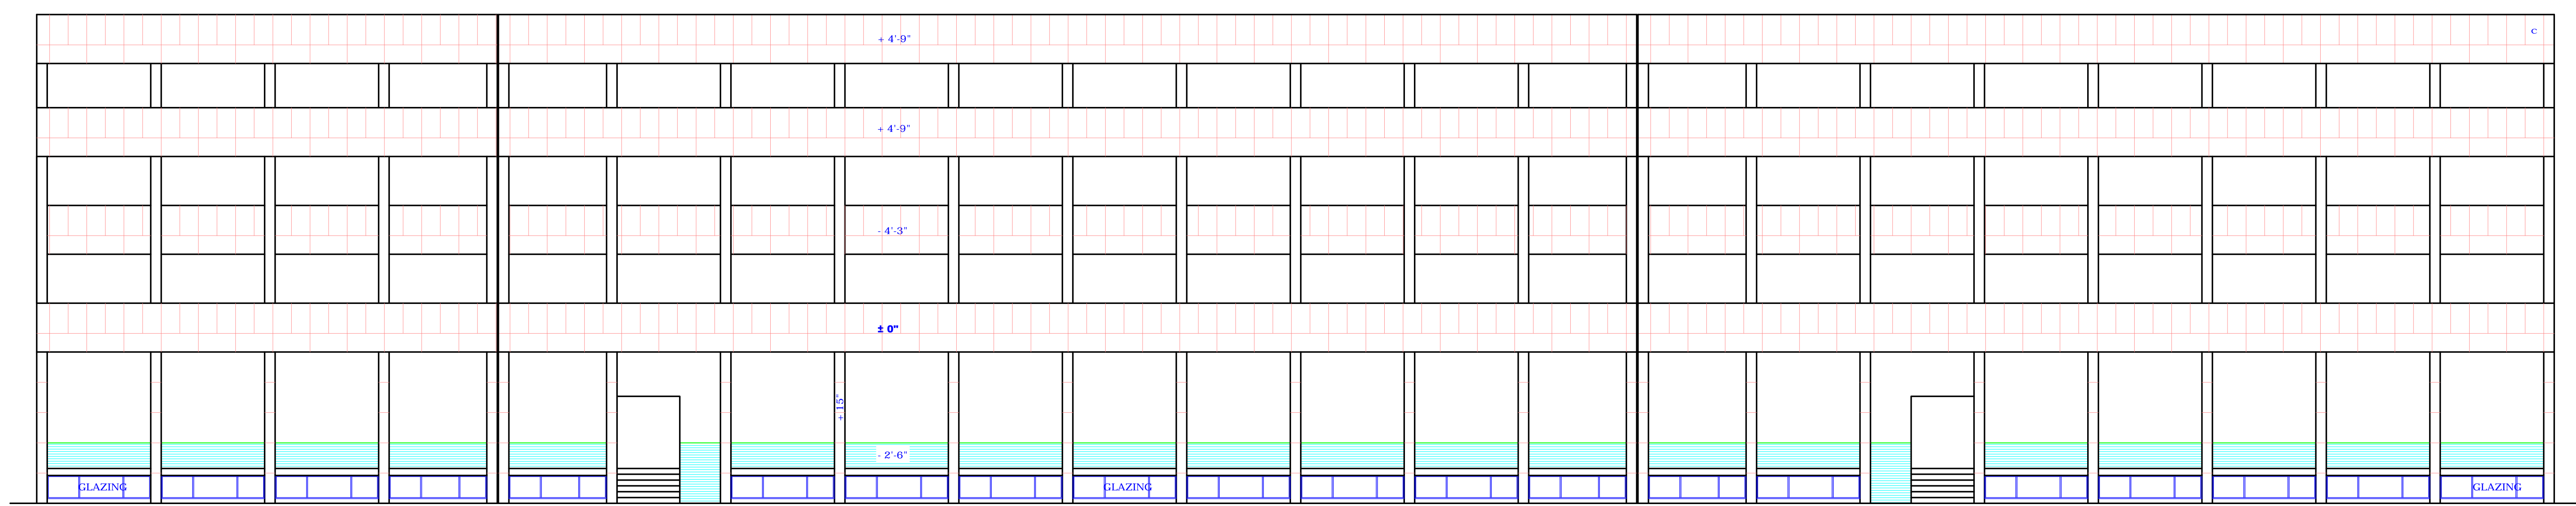 C
+ 4'-9"
+ 4'-9"
- 4'-3"
± 0"
+ 15"
- 2'-6"
GLAZING
GLAZING
GLAZING